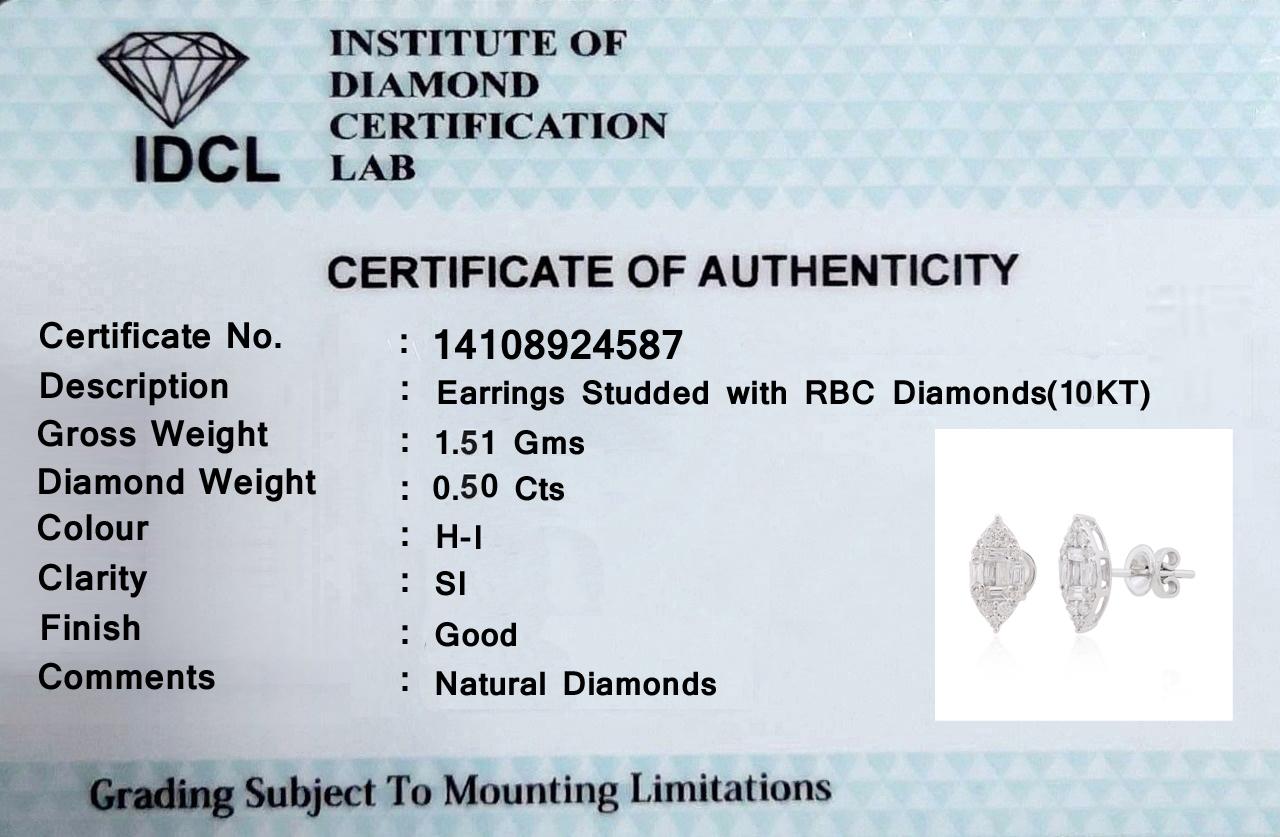 INSTITUTE OF
DIAMOND
CERTIFICATION
LAB
IDCL
CERTIFICATE OF AUTHENTICITY
Certificate No. : 14108924587
Description : Earrings Studded with RBC Diamonds(10KT)
Gross Weight : 1.51 Gms
Diamond Weight : 0.50 Cts
Colour : H-I
Clarity : SI
Finish : Good
Comments : Natural Diamonds
Grading Subject To Mounting Limitations